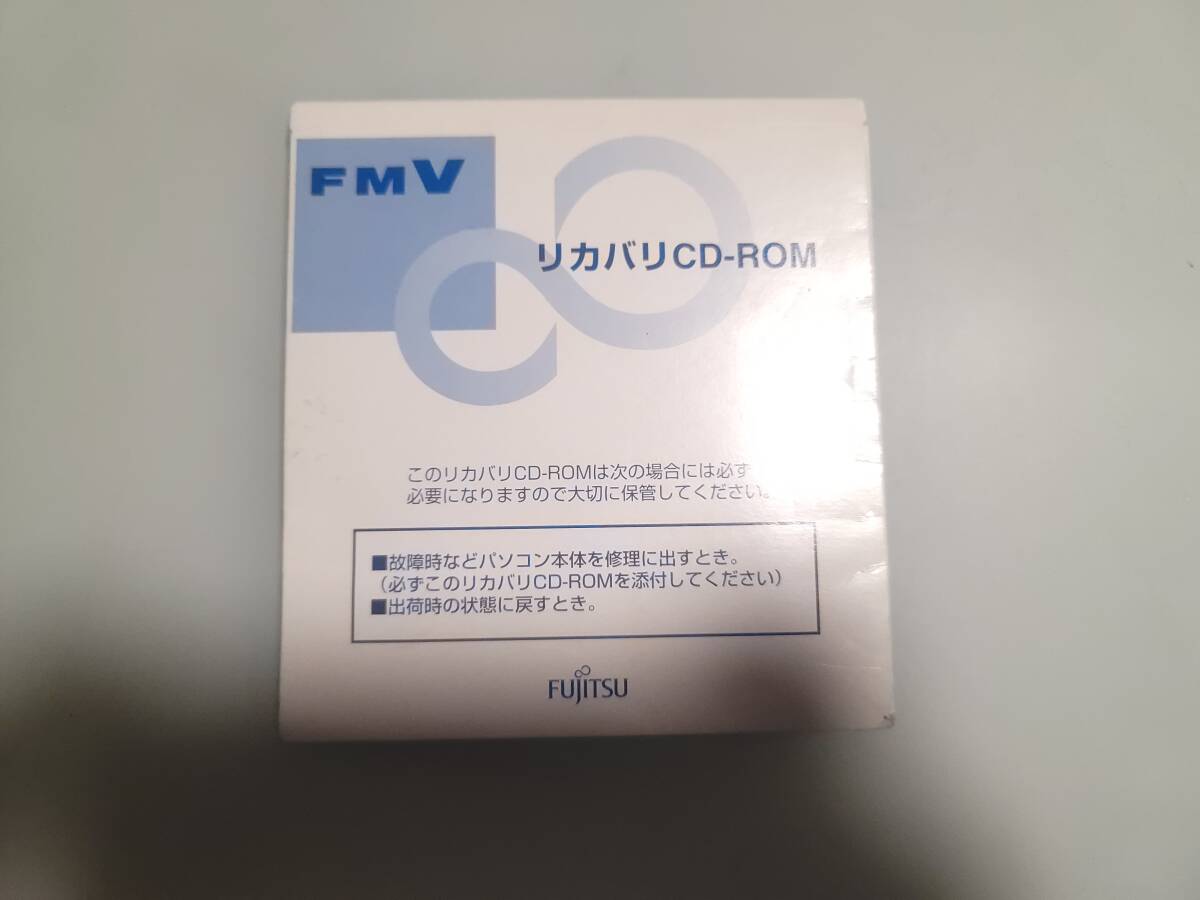 FMV
リカバリCD-ROM
このリカバリCD-ROMは次の場合には必ず
必要になりますので大切に保管してください。
■故障時などパソコン本体を修理に出すとき。
（必ずこのリカバリCD-ROMを添付してください）
■出荷時の状態に戻すとき。
FUJITSU